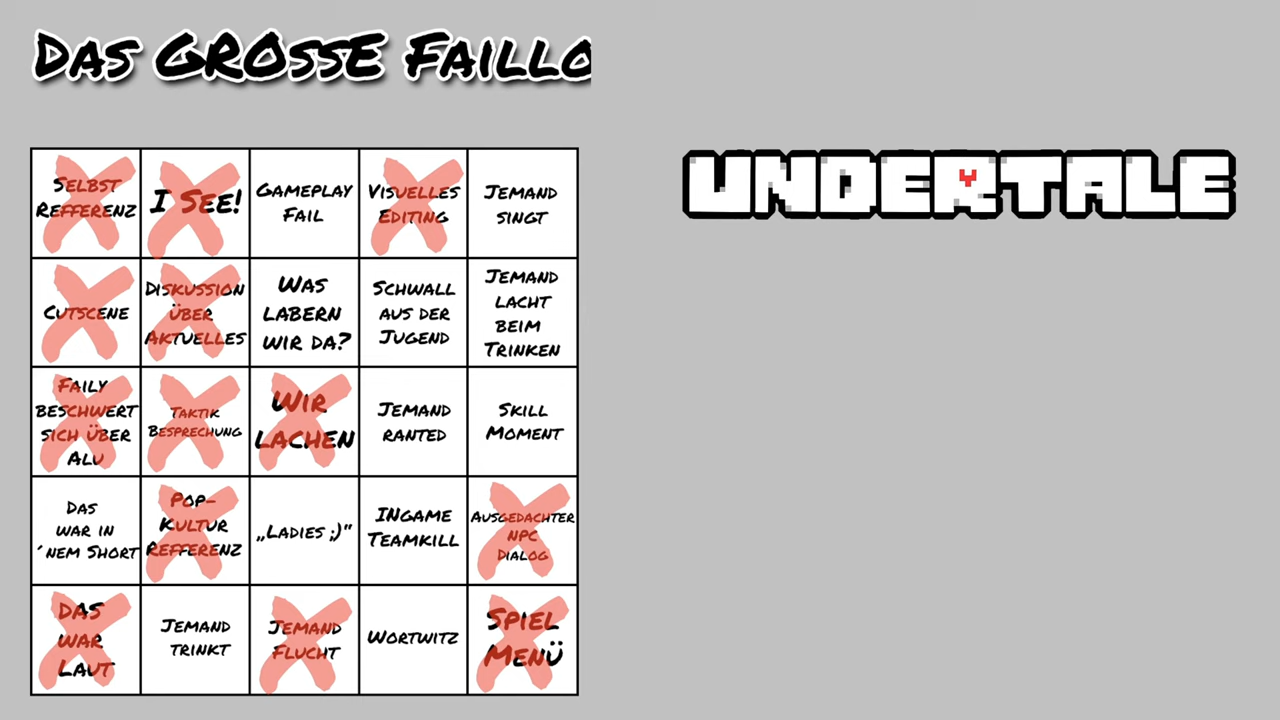 Das GROSSE Faillo
UNDERTALE
Selbst
Refferenz
I See!
Gameplay
Fail
Visuelles
Editing
Jemand
singt
Cutscene
Diskussion
über
Aktuelles
Was
labern
wir da?
Schwall
aus der
Jugend
Jemand
lacht
beim
Trinken
Faily
beschwert
sich über
Alu
Taktik
Besprechung
Wir
lachen
Jemand
ranted
Skill
Moment
Das
war in
´nem Short
Pop-
Kultur
Refferenz
„Ladies ;)"
INgame
Teamkill
Ausgedachter
NPC
Dialog
Das
war
Laut
Jemand
trinkt
Jemand
Flucht
Wortwitz
Spiel
Menü